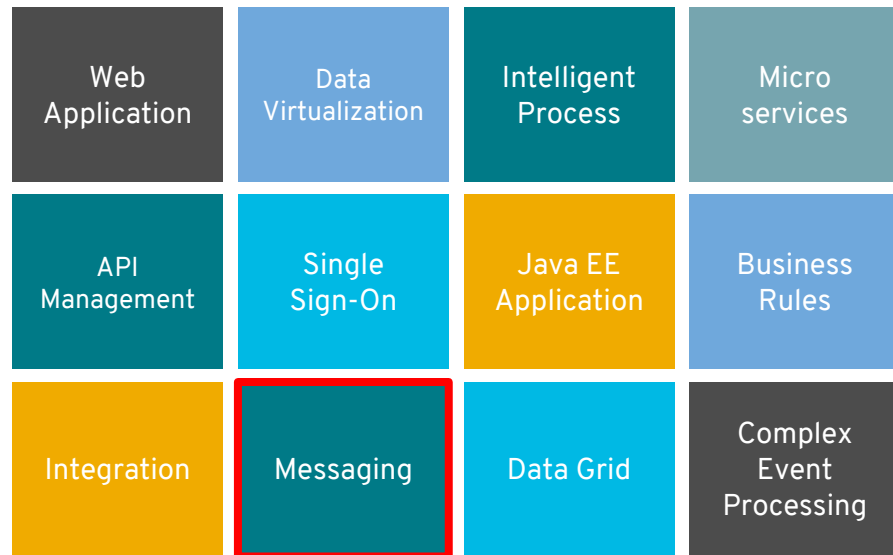 Web
Application
Data
Virtualization
Intelligent
Process
Micro
services
API
Management
Single
Sign-On
Java EE
Application
Business
Rules
Integration
Messaging
Data Grid
Complex
Event
Processing